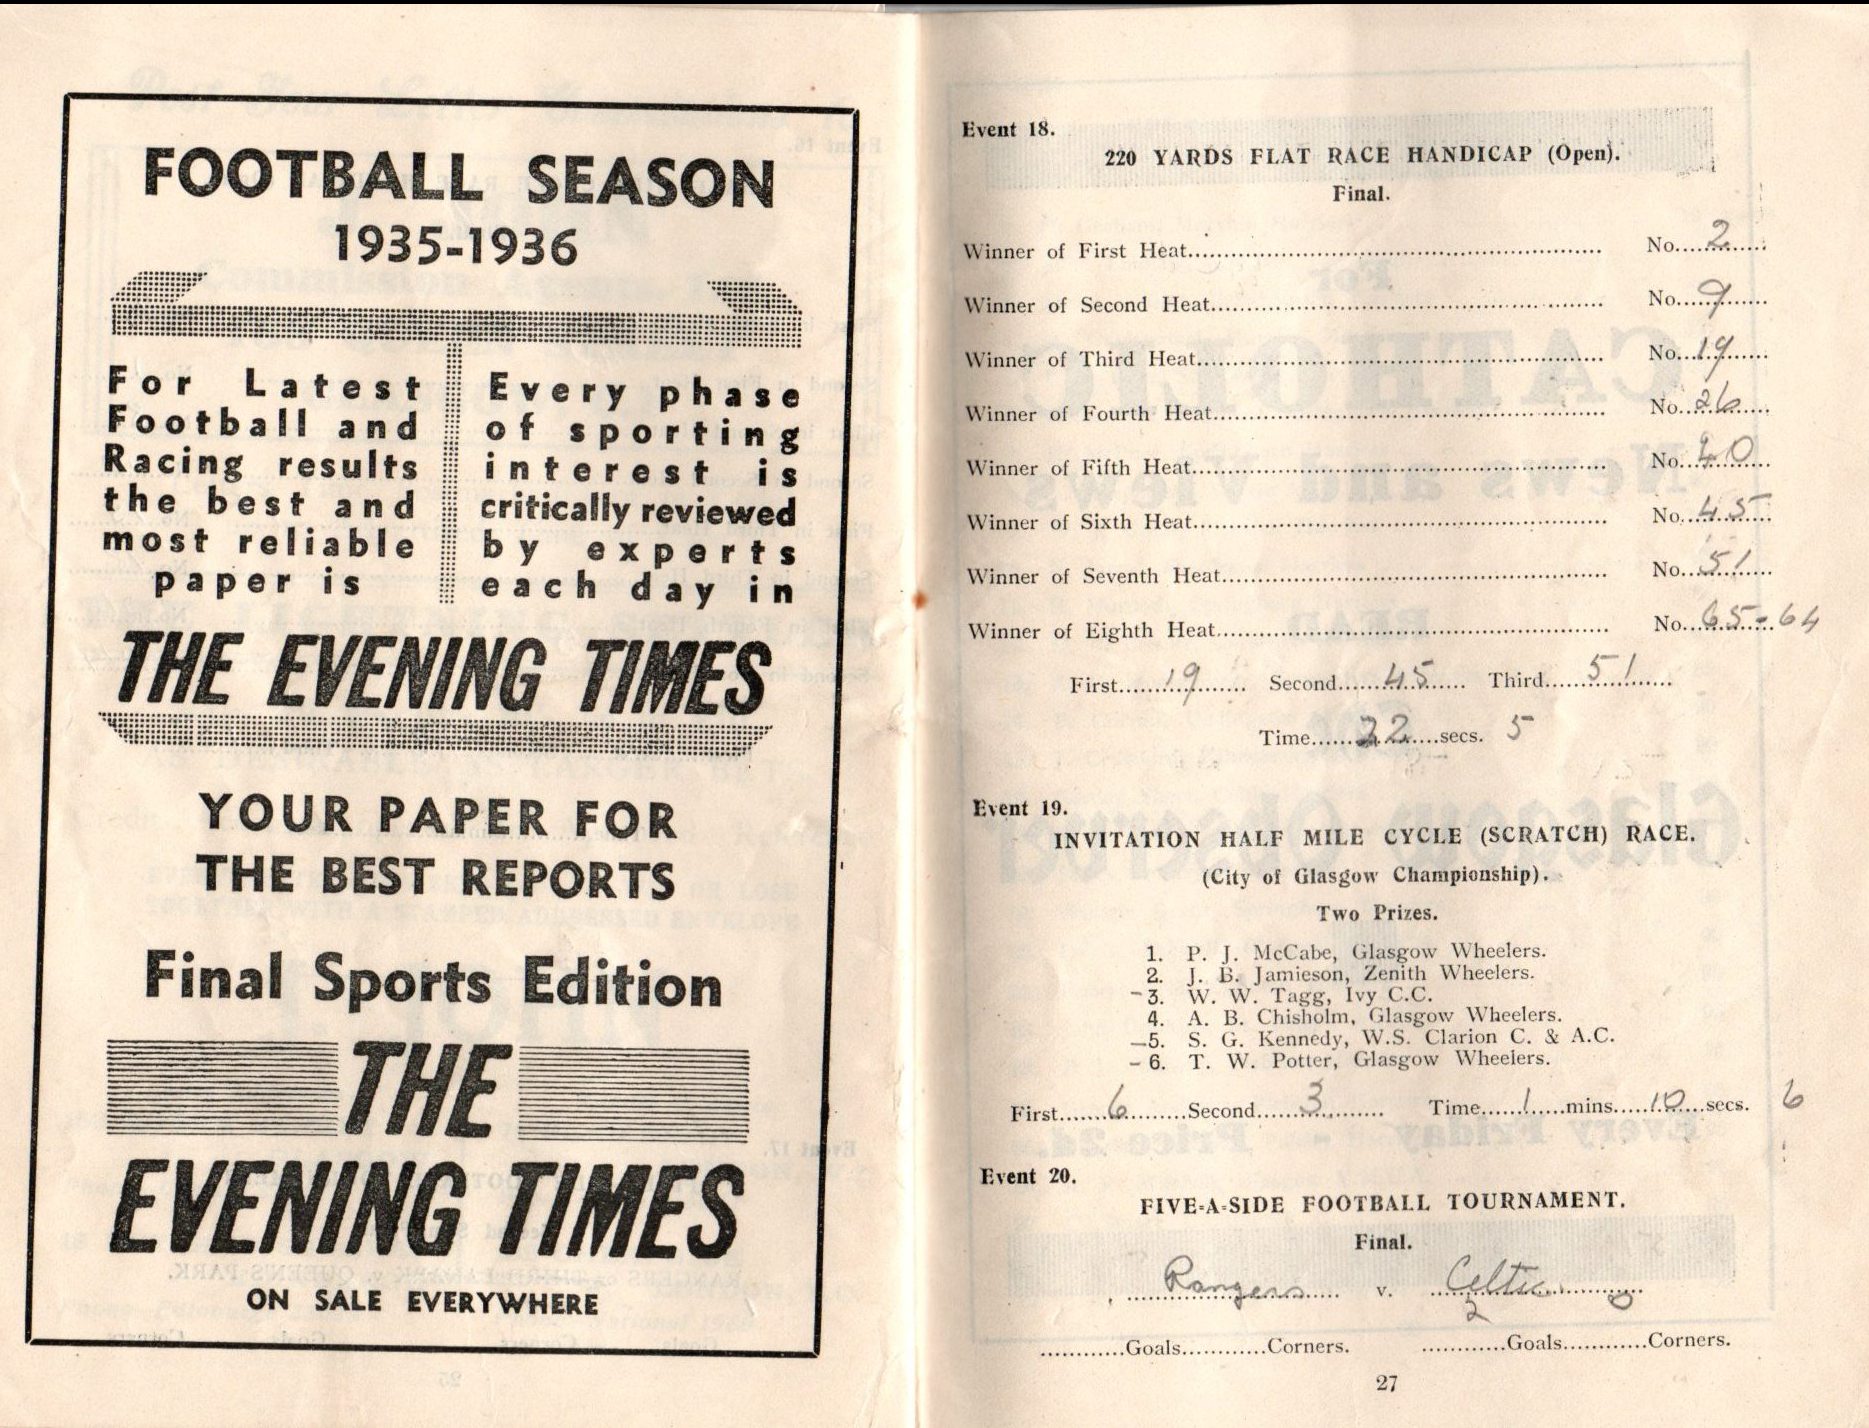 FOOTBALL SEASON
1935-1936
For Latest
Football and
Racing results
the best and
most reliable
paper is
Every phase
of sporting
interest is
critically reviewed
by experts
each day in
THE EVENING TIMES
YOUR PAPER FOR
THE BEST REPORTS
Final Sports Edition
THE
EVENING TIMES
ON SALE EVERYWHERE
Event 18.
220 YARDS FLAT RACE HANDICAP (Open).
Final.
Winner of First Heat........ No. 2
Winner of Second Heat........ No. 9
Winner of Third Heat........ No. 19
Winner of Fourth Heat........ No. 26
Winner of Fifth Heat........ No. 40
Winner of Sixth Heat........ No. 45
Winner of Seventh Heat........ No. 51
Winner of Eighth Heat........ No. 65-64
First....19.... Second....45.... Third....51....
Time....22....secs. 5
Event 19.
INVITATION HALF MILE CYCLE (SCRATCH) RACE.
(City of Glasgow Championship).
Two Prizes.
1. P. J. McCabe, Glasgow Wheelers.
2. J. B. Jamieson, Zenith Wheelers.
-3. W. W. Tagg, Ivy C.C.
4. A. B. Chisholm, Glasgow Wheelers.
-5. S. G. Kennedy, W.S. Clarion C. & A.C.
-6. T. W. Potter, Glasgow Wheelers.
First....6....Second....3.... Time....1....mins....10....secs. 6
Event 20.
FIVE-A-SIDE FOOTBALL TOURNAMENT.
Final.
Rangers v. Celtic
2 0
............Goals............Corners. ............Goals............Corners.
27